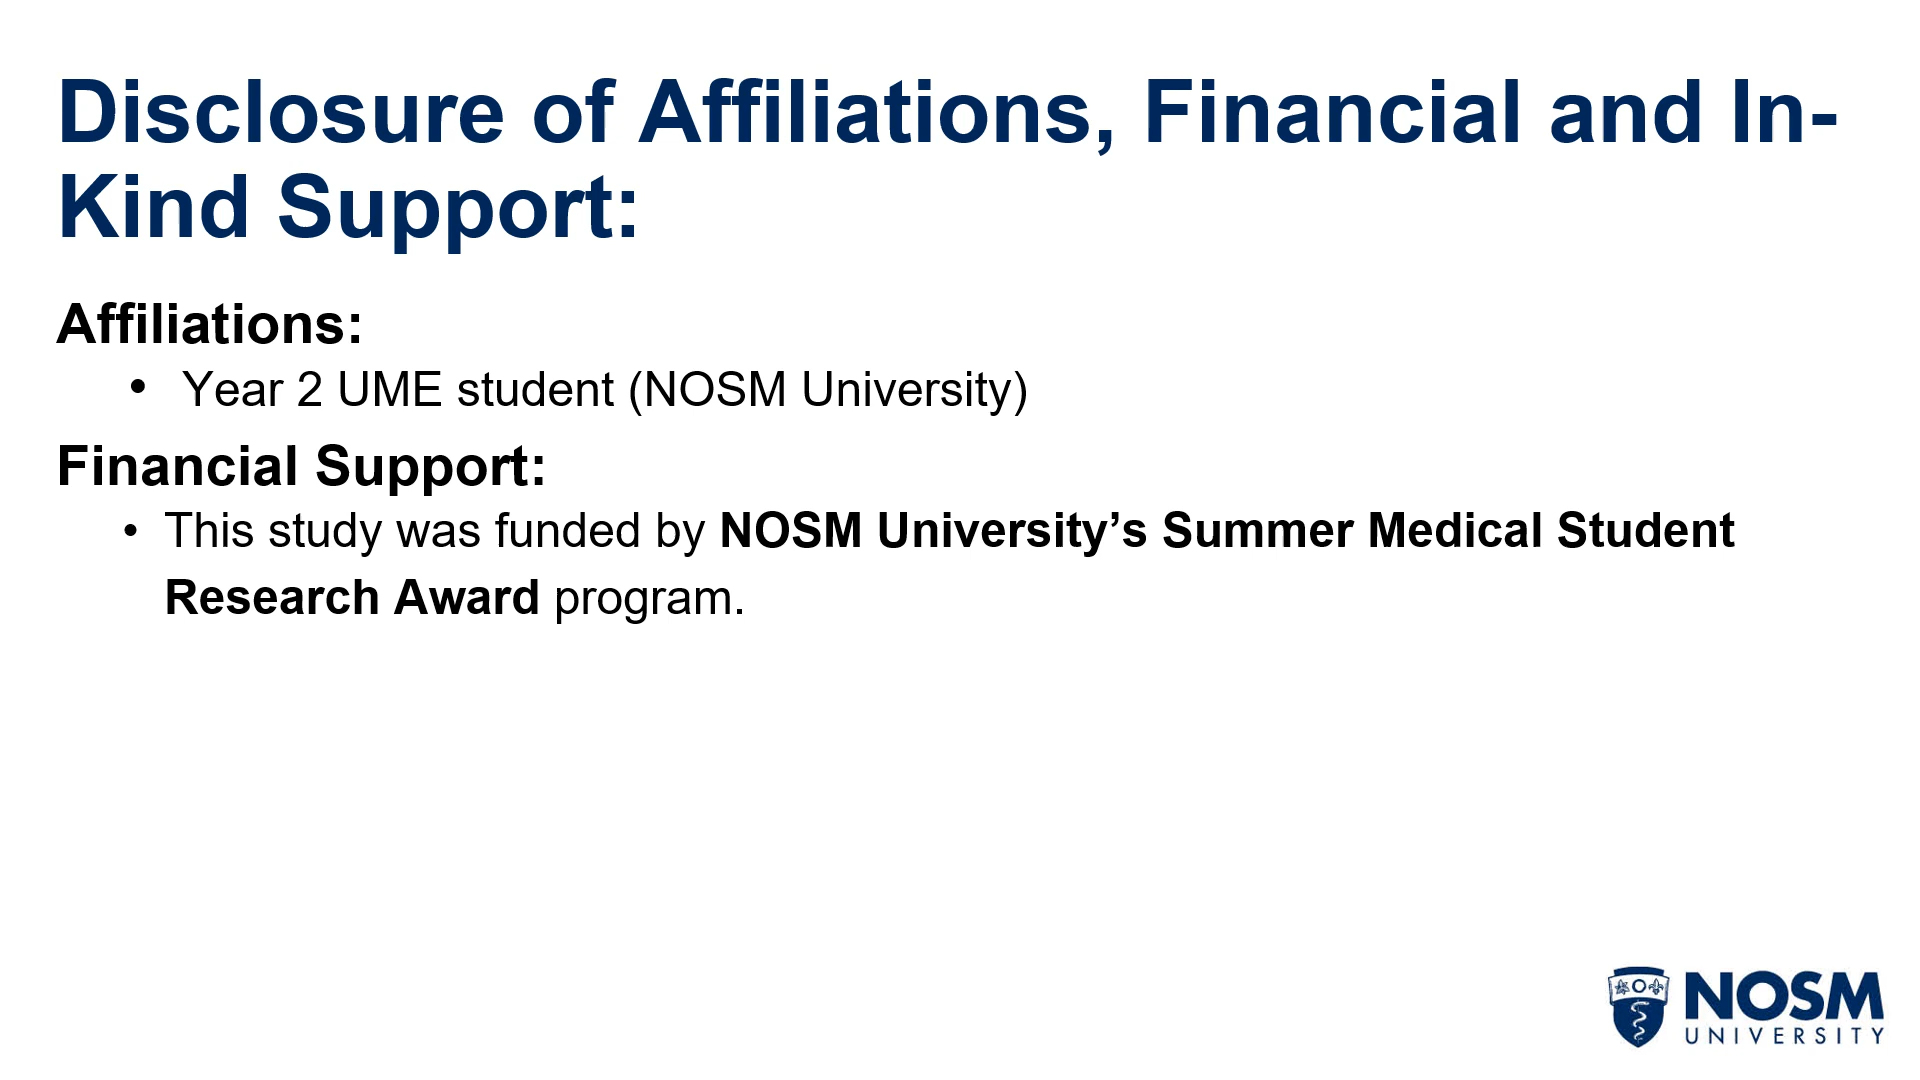 Disclosure of Affiliations, Financial and In-
Kind Support:
Affiliations:
• Year 2 UME student (NOSM University)
Financial Support:
• This study was funded by NOSM University’s Summer Medical Student
Research Award program.
NOSM
UNIVERSITY